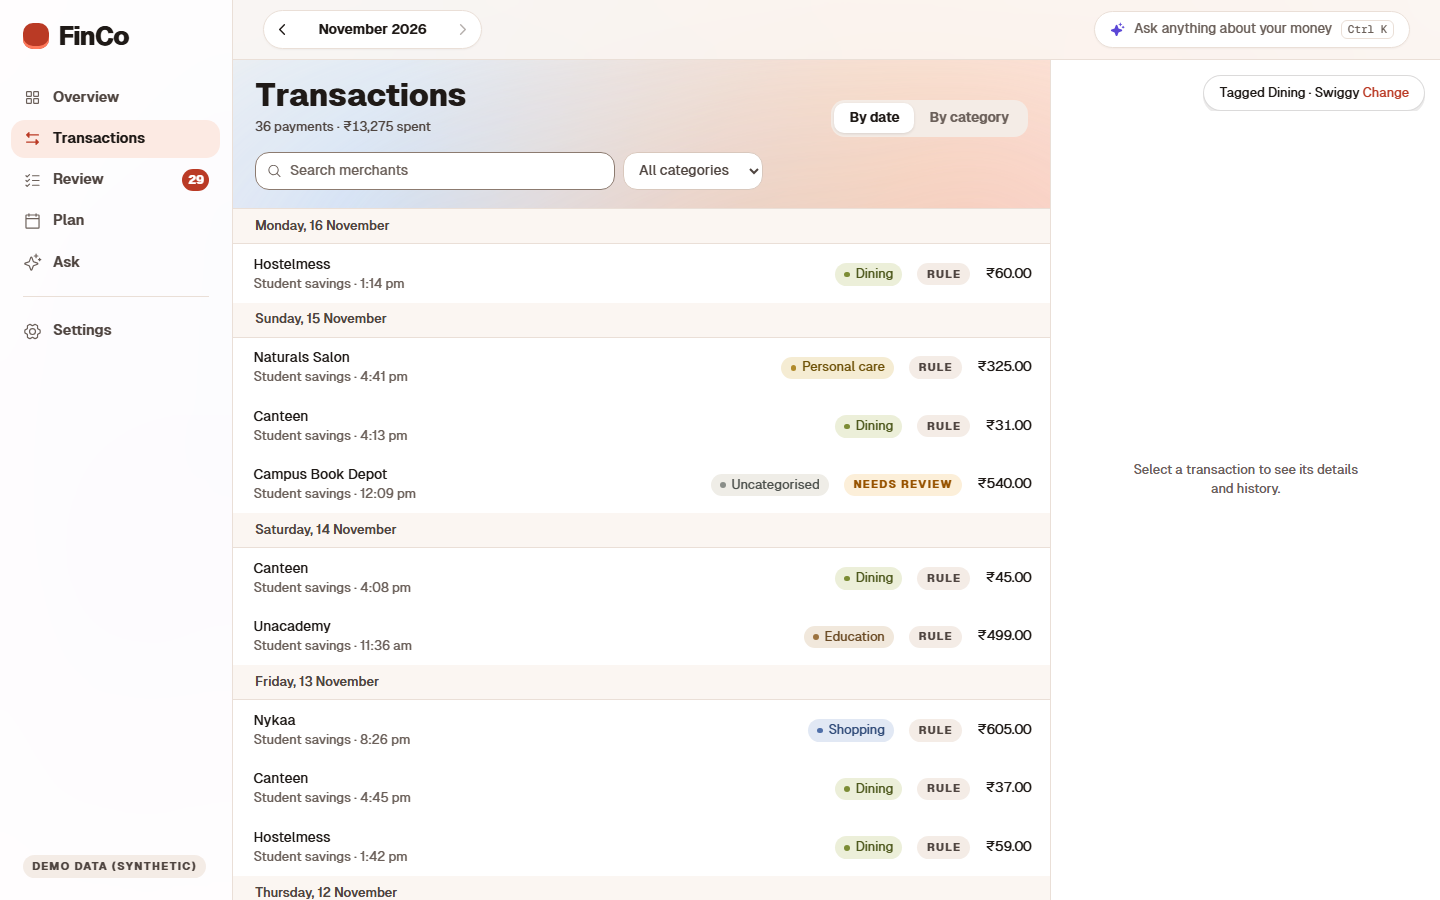 FinCo
Overview
Transactions
Review 29
Plan
Ask
Settings
DEMO DATA (SYNTHETIC)
November 2026
Ask anything about your money Ctrl K
Transactions
36 payments · ₹13,275 spent
By date By category
Search merchants
All categories
Monday, 16 November
Hostelmess
Student savings · 1:14 pm
Dining RULE ₹60.00
Sunday, 15 November
Naturals Salon
Student savings · 4:41 pm
Personal care RULE ₹325.00
Canteen
Student savings · 4:13 pm
Dining RULE ₹31.00
Campus Book Depot
Student savings · 12:09 pm
Uncategorised NEEDS REVIEW ₹540.00
Saturday, 14 November
Canteen
Student savings · 4:08 pm
Dining RULE ₹45.00
Unacademy
Student savings · 11:36 am
Education RULE ₹499.00
Friday, 13 November
Nykaa
Student savings · 8:26 pm
Shopping RULE ₹605.00
Canteen
Student savings · 4:45 pm
Dining RULE ₹37.00
Hostelmess
Student savings · 1:42 pm
Dining RULE ₹59.00
Thursday, 12 November
Tagged Dining · Swiggy Change
Select a transaction to see its details
and history.